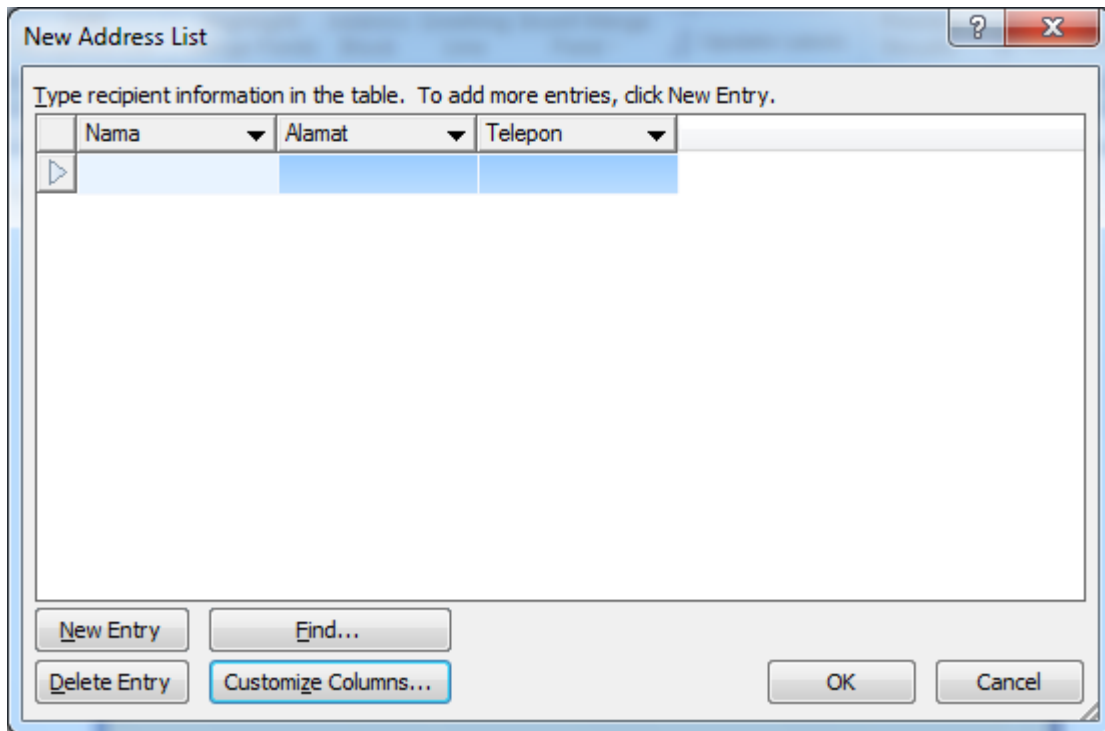 New Address List
Type recipient information in the table. To add more entries, click New Entry.
Nama Alamat Telepon
New Entry Find...
Delete Entry Customize Columns... OK Cancel